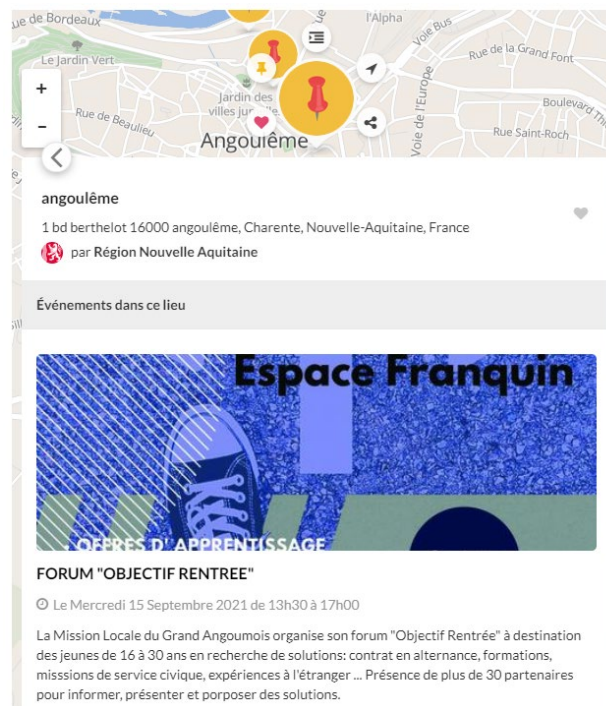 ue de Bordeaux
l'Alpha
Voie Bus
Le Jardin Vert
Rue de la Grand Font
+
Jardin des
villes
Boulevard
Rue de Beaulieu
Voie de l'Europe
-
Angoulême
Rue Saint-Roch
angoulême
1 bd berthelot 16000 angoulême, Charente, Nouvelle-Aquitaine, France
par Région Nouvelle Aquitaine
Événements dans ce lieu
Espace Franquin
- OFFRES D'APPRENTISSAGE
FORUM "OBJECTIF RENTREE"
Le Mercredi 15 Septembre 2021 de 13h30 à 17h00
La Mission Locale du Grand Angoumois organise son forum "Objectif Rentrée" à destination
des jeunes de 16 à 30 ans en recherche de solutions: contrat en alternance, formations,
misssions de service civique, expériences à l'étranger ... Présence de plus de 30 partenaires
pour informer, présenter et porposer des solutions.